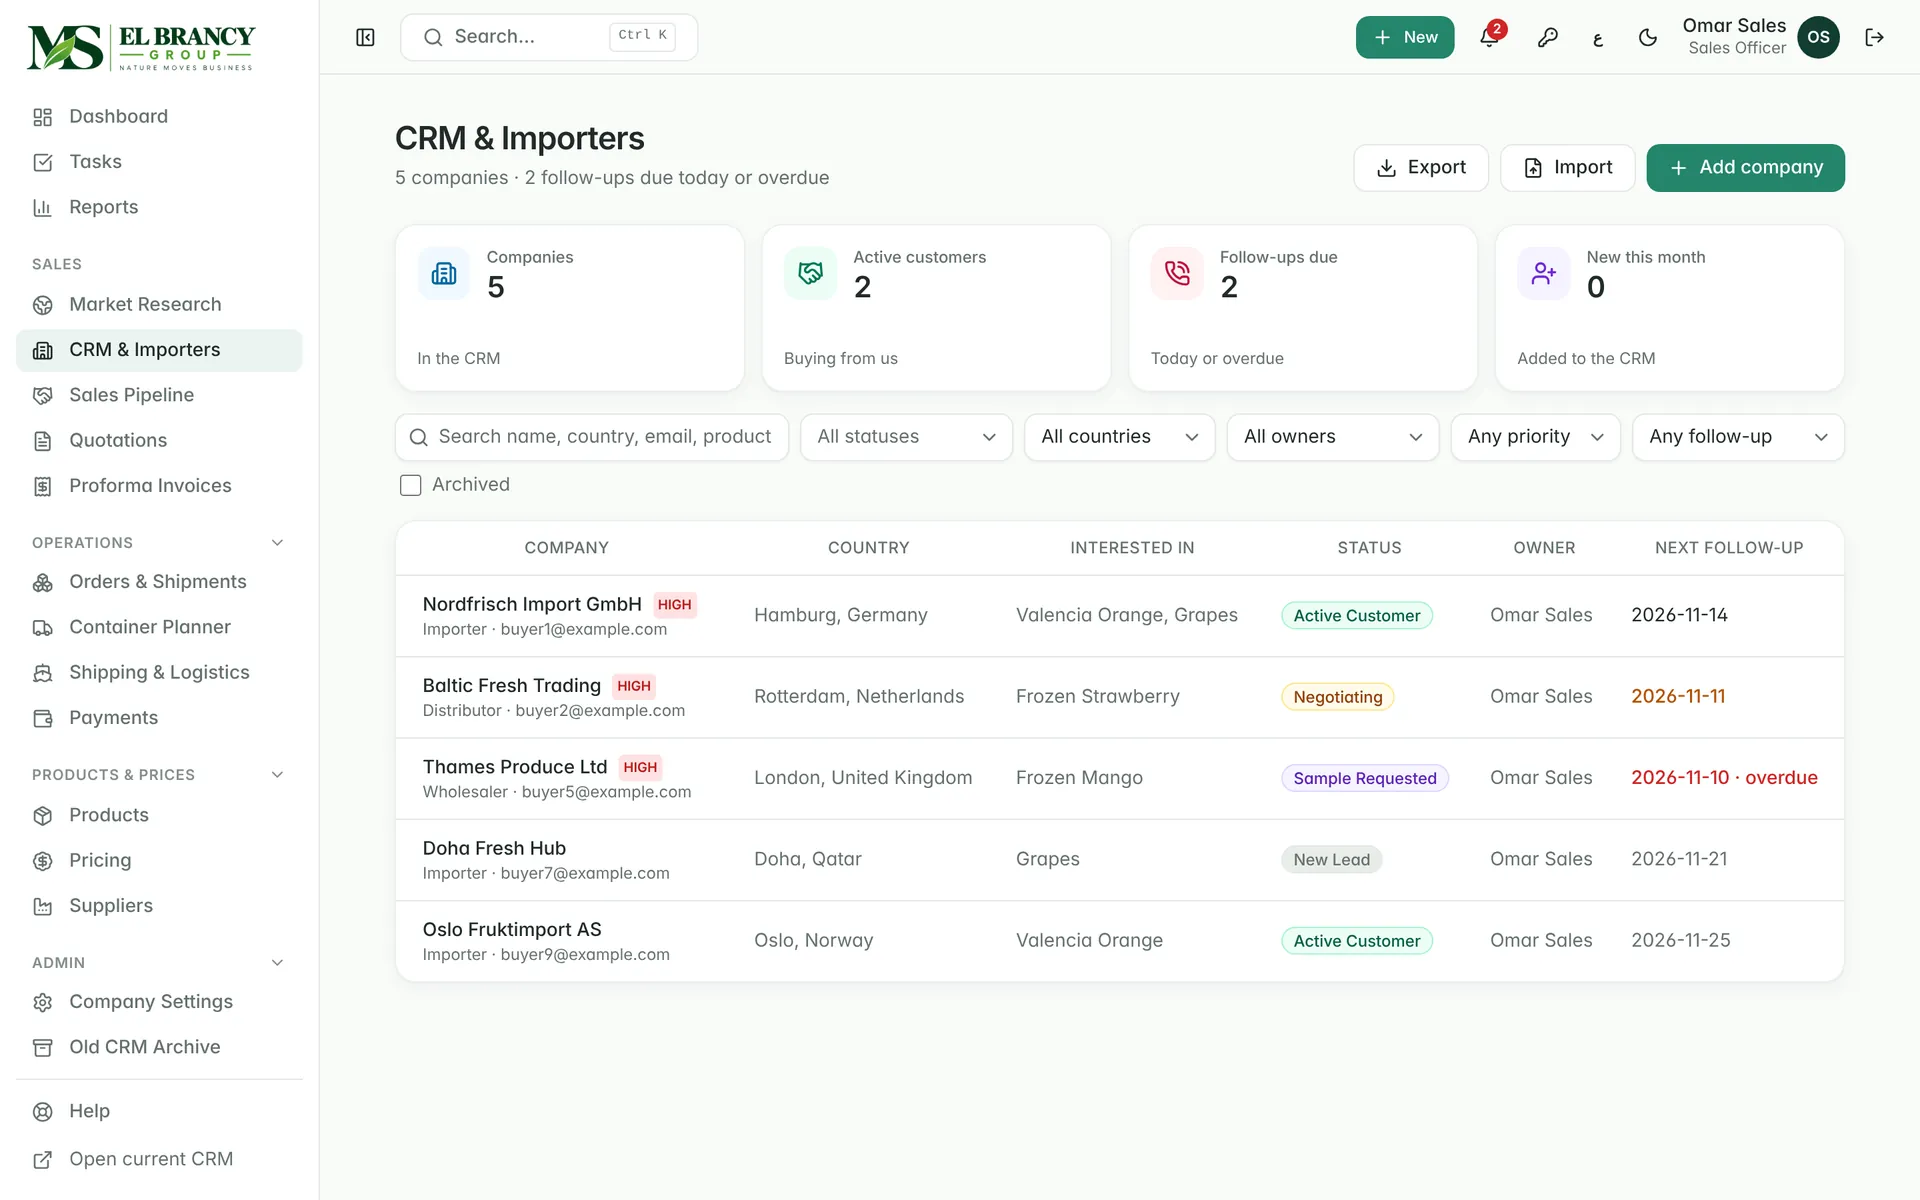 MS EL BRANCY
GROUP
NATURE MOVES BUSINESS
Search...
Ctrl K
New
2
ع
Omar Sales
Sales Officer
OS
Dashboard
Tasks
Reports
SALES
Market Research
CRM & Importers
Sales Pipeline
Quotations
Proforma Invoices
OPERATIONS
Orders & Shipments
Container Planner
Shipping & Logistics
Payments
PRODUCTS & PRICES
Products
Pricing
Suppliers
ADMIN
Company Settings
Old CRM Archive
Help
Open current CRM
CRM & Importers
5 companies · 2 follow-ups due today or overdue
Export
Import
Add company
Companies
5
In the CRM
Active customers
2
Buying from us
Follow-ups due
2
Today or overdue
New this month
0
Added to the CRM
Search name, country, email, product
All statuses
All countries
All owners
Any priority
Any follow-up
Archived
COMPANY COUNTRY INTERESTED IN STATUS OWNER NEXT FOLLOW-UP
Nordfrisch Import GmbH HIGH
Importer · buyer1@example.com
Hamburg, Germany
Valencia Orange, Grapes
Active Customer
Omar Sales
2026-11-14
Baltic Fresh Trading HIGH
Distributor · buyer2@example.com
Rotterdam, Netherlands
Frozen Strawberry
Negotiating
Omar Sales
2026-11-11
Thames Produce Ltd HIGH
Wholesaler · buyer5@example.com
London, United Kingdom
Frozen Mango
Sample Requested
Omar Sales
2026-11-10 · overdue
Doha Fresh Hub
Importer · buyer7@example.com
Doha, Qatar
Grapes
New Lead
Omar Sales
2026-11-21
Oslo Fruktimport AS
Importer · buyer9@example.com
Oslo, Norway
Valencia Orange
Active Customer
Omar Sales
2026-11-25